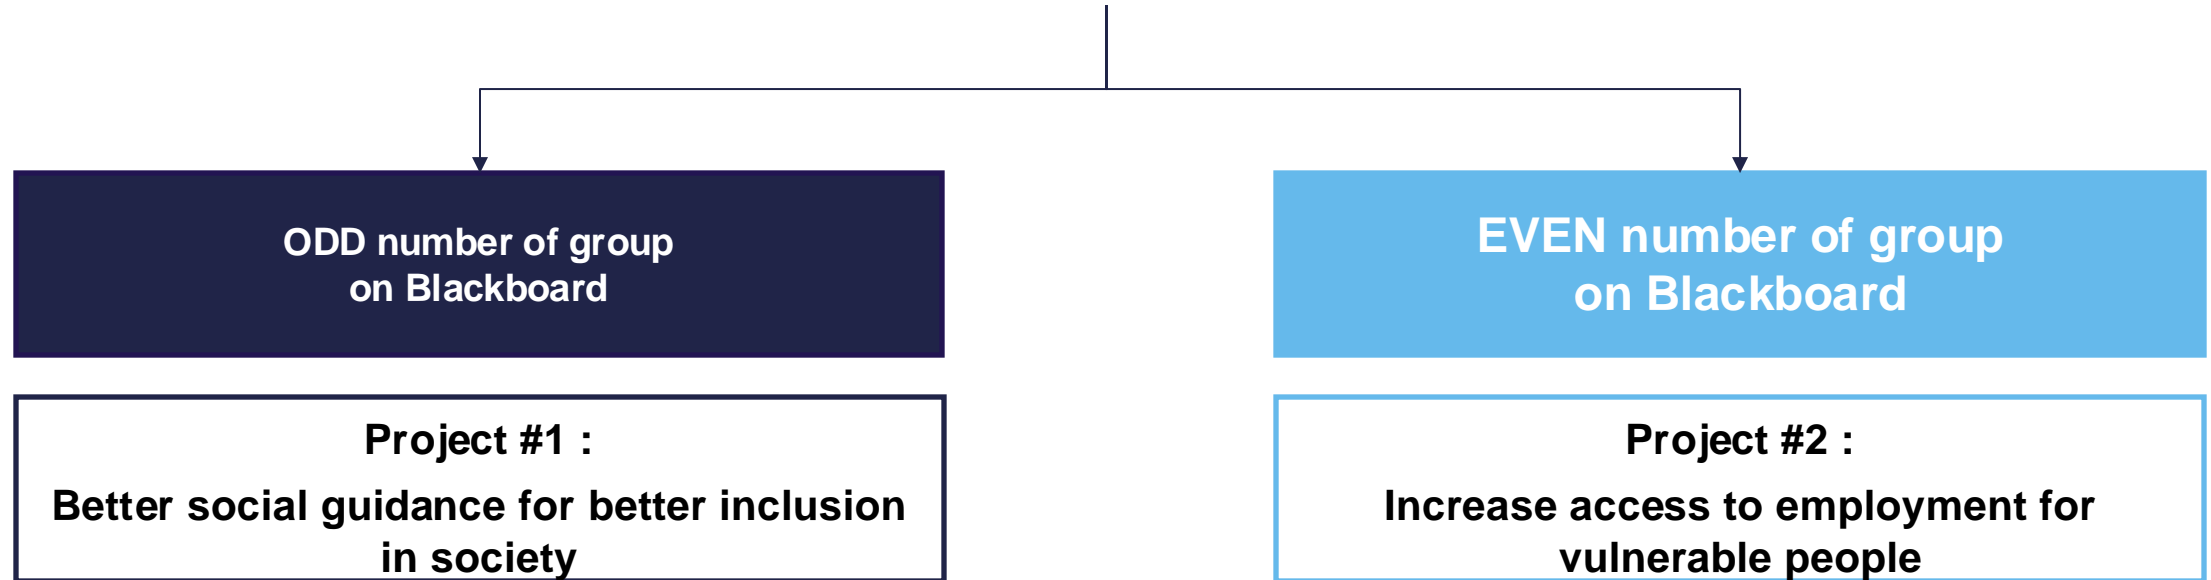 ODD number of group
on Blackboard
EVEN number of group
on Blackboard
Project #1 :
Better social guidance for better inclusion
in society
Project #2 :
Increase access to employment for
vulnerable people